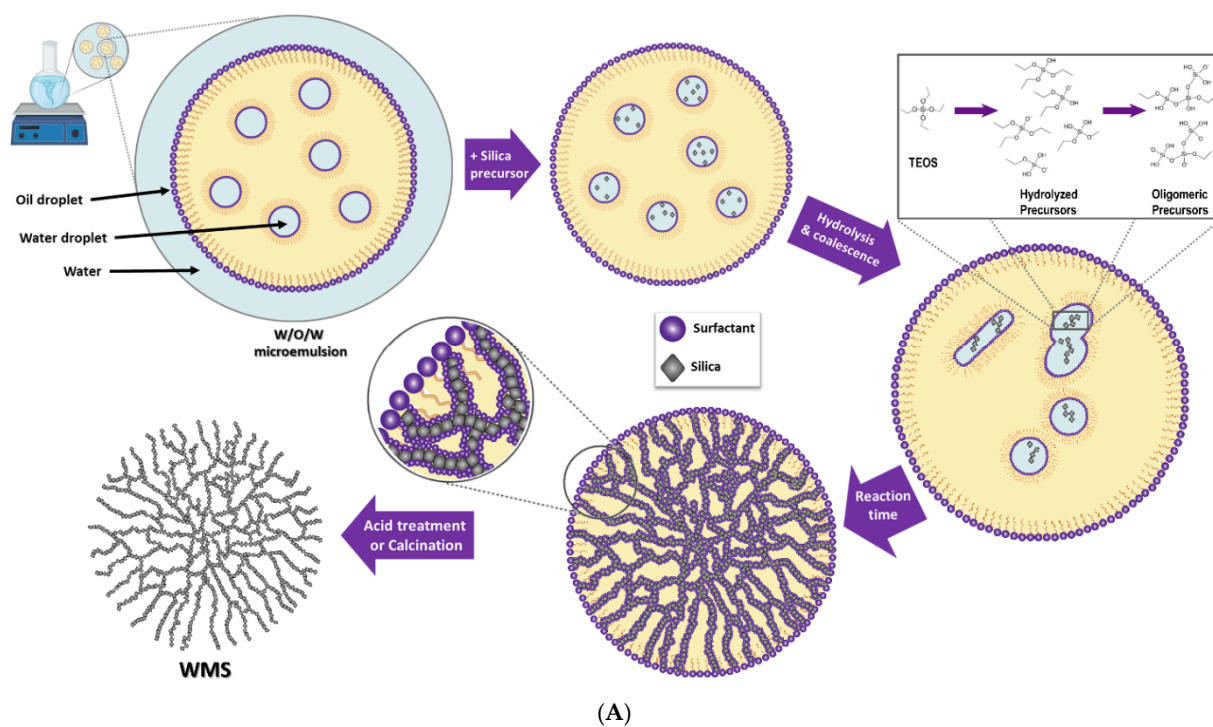 Oil droplet
Water droplet
Water
W/O/W
microemulsion
+ Silica
precursor
Hydrolysis
& coalescence
TEOS
Hydrolyzed
Precursors
Oligomeric
Precursors
Surfactant
Silica
Reaction
time
Acid treatment
or Calcination
WMS
(A)